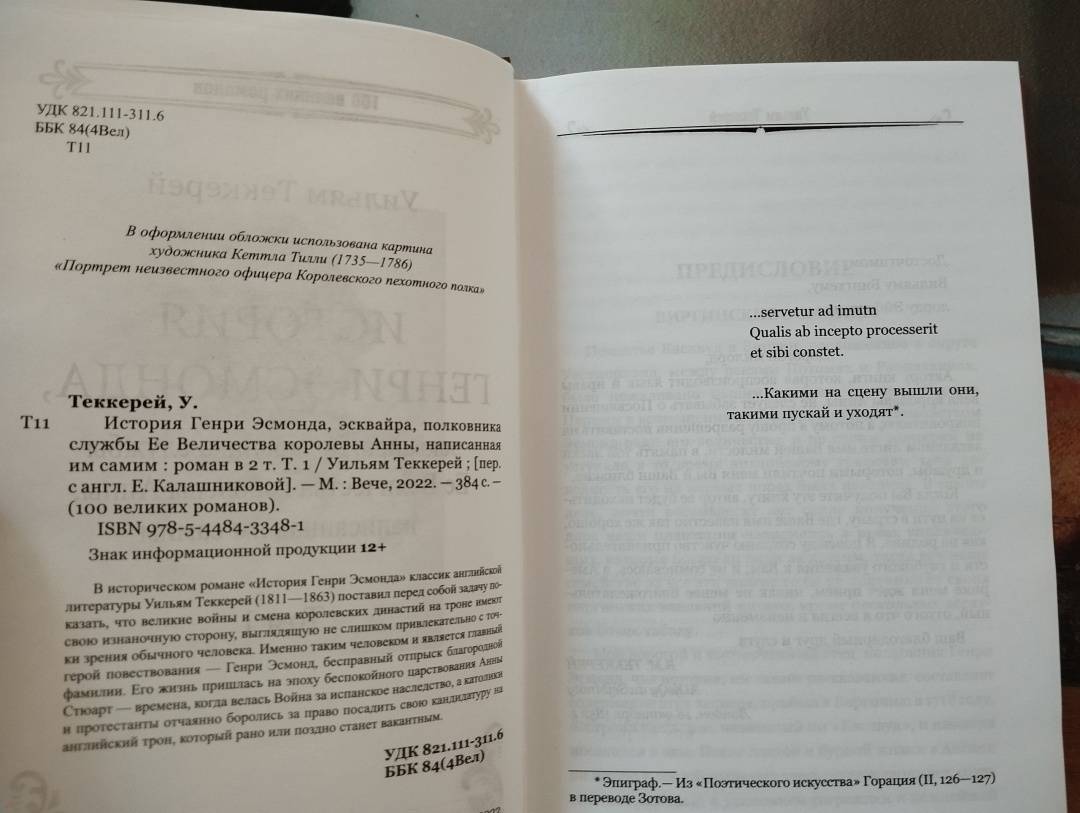 УДК 821.111-311.6
ББК 84(4Вел)
Т11
В оформлении обложки использована картина
художника Кеттла Тилли (1735—1786)
«Портрет неизвестного офицера Королевского пехотного полка»
Теккерей, У.
Т11 История Генри Эсмонда, эсквайра, полковника
службы Ее Величества королевы Анны, написанная
им самим : роман в 2 т. Т. 1 / Уильям Теккерей ; [пер.
с англ. Е. Калашниковой]. — М. : Вече, 2022. — 384 с. —
(100 великих романов).
ISBN 978-5-4484-3348-1
Знак информационной продукции 12+
В историческом романе «История Генри Эсмонда» классик английской
литературы Уильям Теккерей (1811—1863) поставил перед собой задачу по-
казать, что великие войны и смена королевских династий на троне имеют
свою изнаночную сторону, выглядящую не слишком привлекательно с точ-
ки зрения обычного человека. Именно таким человеком и является главный
герой повествования — Генри Эсмонд, бесправный отпрыск благородной
фамилии. Его жизнь пришлась на эпоху беспокойного царствования Анны
Стюарт — времена, когда велась Война за испанское наследство, а католики
и протестанты отчаянно боролись за право посадить свою кандидатуру на
английский трон, который рано или поздно станет вакантным.
УДК 821.111-311.6
ББК 84(4Вел)
...servetur ad imutn
Qualis ab incepto processerit
et sibi constet.
...Какими на сцену вышли они,
такими пускай и уходят*.
* Эпиграф.— Из «Поэтического искусства» Горация (II, 126—127)
в переводе Зотова.